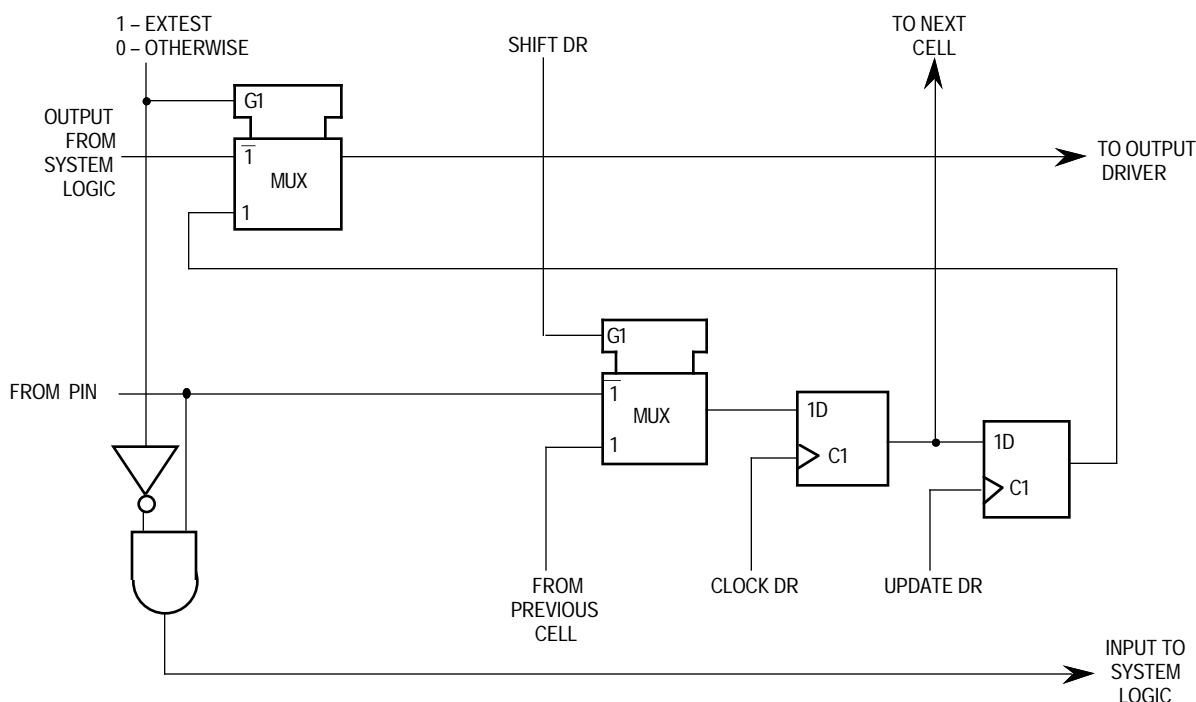 1 – EXTEST
0 – OTHERWISE
SHIFT DR
TO NEXT
CELL
G1
OUTPUT
FROM
SYSTEM
LOGIC
1
MUX
1
TO OUTPUT
DRIVER
G1
FROM PIN
1
MUX
1
1D
C1
1D
C1
FROM
PREVIOUS
CELL
CLOCK DR
UPDATE DR
INPUT TO
SYSTEM
LOGIC